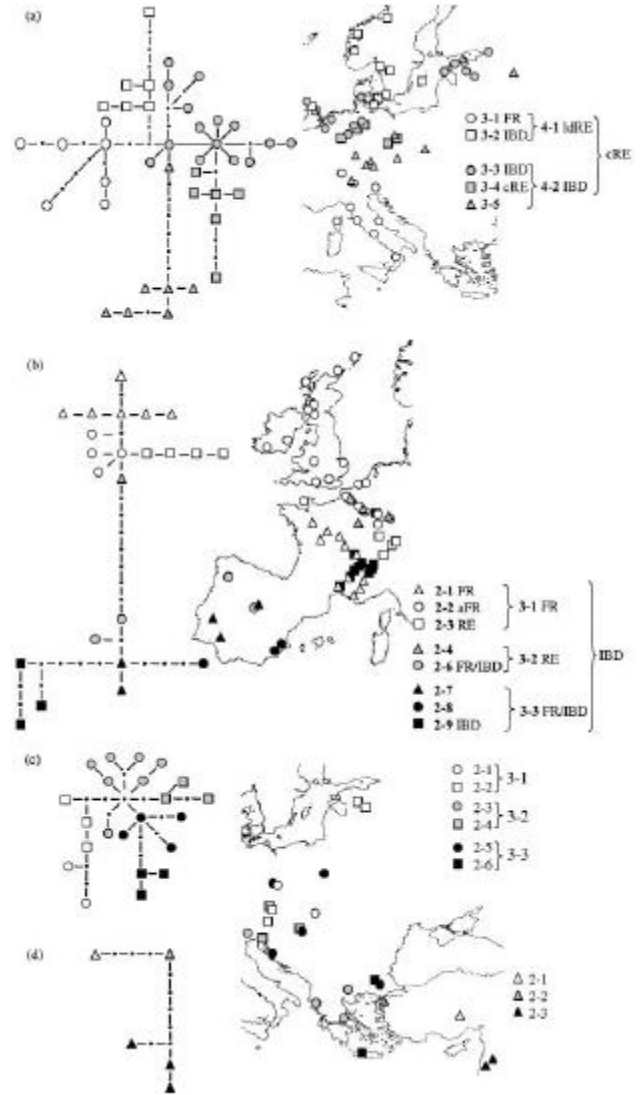 (a)
3-1 FR
3-2 IBD
4-1 ldRE
3-3 IBD
3-4 cRE
3-5
4-2 IBD
cRE
(b)
2-1 FR
2-2 aFR
2-3 RE
3-1 FR
2-4
2-6 FR/IBD
3-2 RE
2-7
2-8
2-9 IBD
3-3 FR/IBD
IBD
(c)
2-1
2-2
3-1
2-3
2-4
3-2
2-5
2-6
3-3
(d)
2-1
2-2
2-3